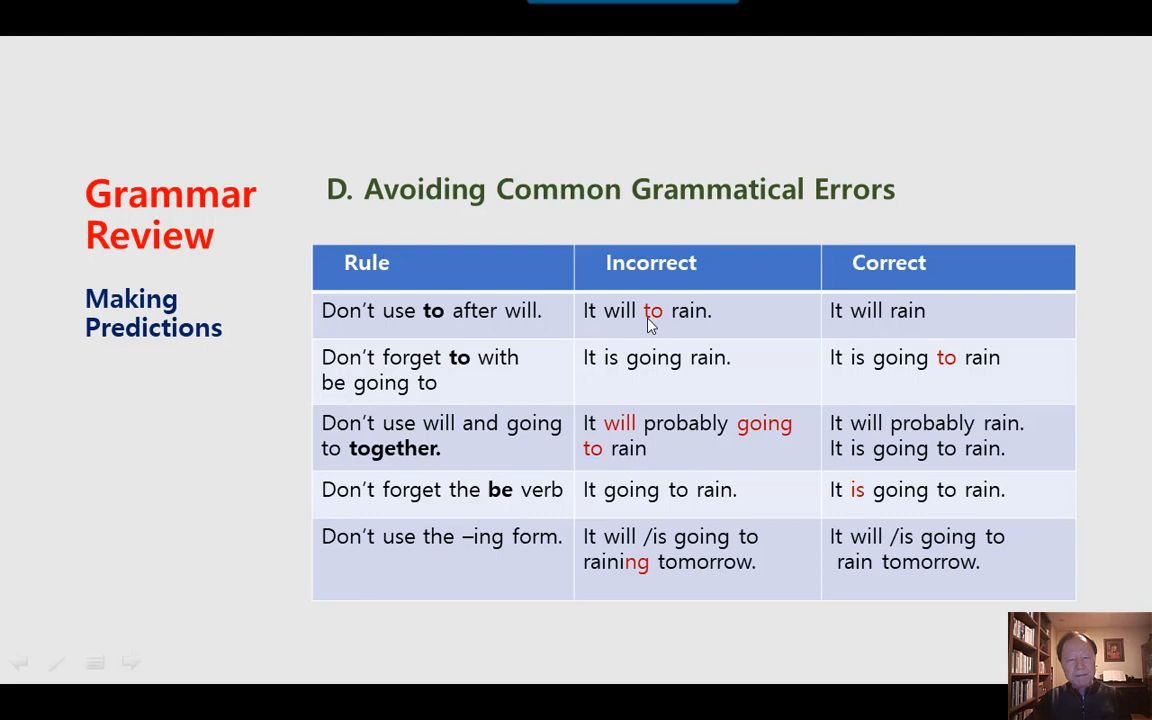 Grammar
Review
Making
Predictions
D. Avoiding Common Grammatical Errors
Rule
Incorrect
Correct
Don't use to after will.
It will to rain.
It will rain
Don't forget to with
be going to
It is going rain.
It is going to rain
Don't use will and going
to together.
It will probably going
to rain
It will probably rain.
It is going to rain.
Don't forget the be verb
It going to rain.
It is going to rain.
Don't use the –ing form.
It will /is going to
raining tomorrow.
It will /is going to
rain tomorrow.